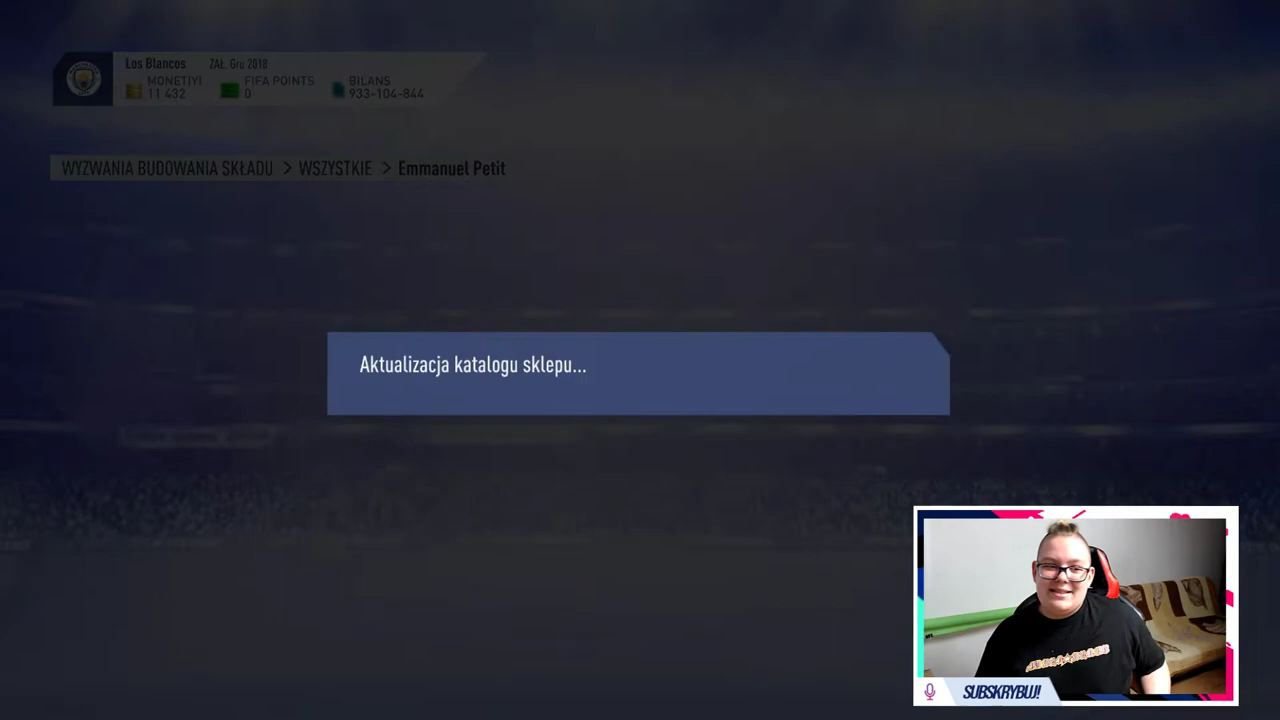 Los Blancos ZAŁ. Gru 2018
MONETIYI
11 432
FIFA POINTS
0
BILANS
933-104-844
WYZWANIA BUDOWANIA SKŁADU > WSZYSTKIE > Emmanuel Petit
Aktualizacja katalogu sklepu...
SUBSKRYBUJ!